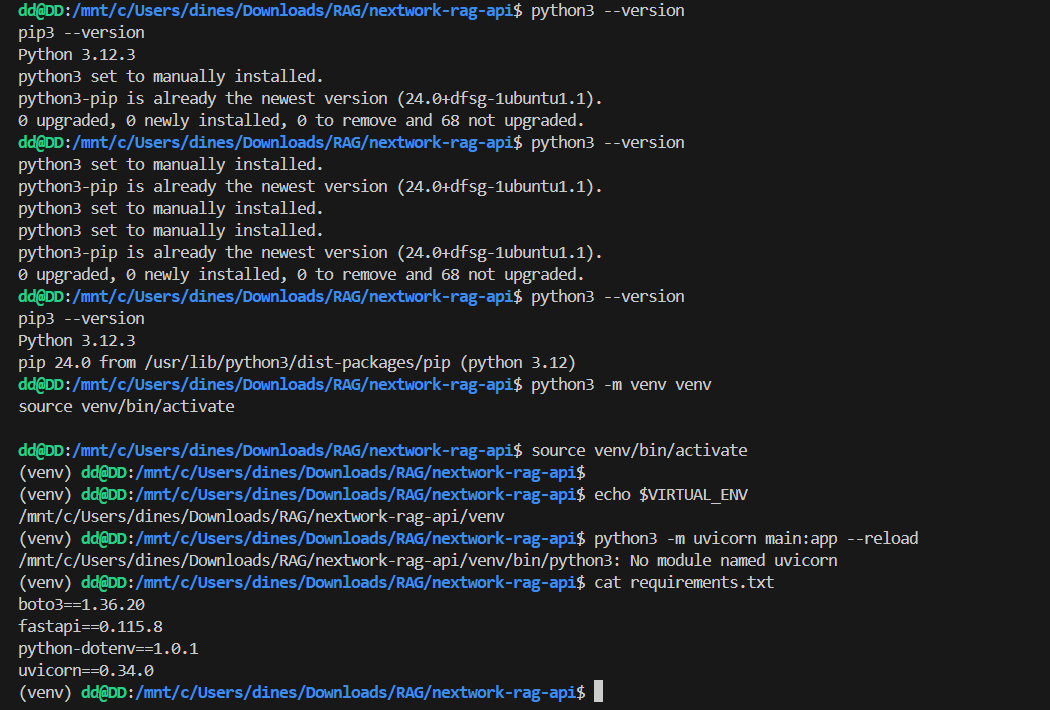 dd@DD:/mnt/c/Users/dines/Downloads/RAG/nextwork-rag-api$ python3 --version
pip3 --version
Python 3.12.3
python3 set to manually installed.
python3-pip is already the newest version (24.0+dfsg-1ubuntu1.1).
0 upgraded, 0 newly installed, 0 to remove and 68 not upgraded.
dd@DD:/mnt/c/Users/dines/Downloads/RAG/nextwork-rag-api$ python3 --version
python3 set to manually installed.
python3-pip is already the newest version (24.0+dfsg-1ubuntu1.1).
python3 set to manually installed.
python3 set to manually installed.
python3-pip is already the newest version (24.0+dfsg-1ubuntu1.1).
0 upgraded, 0 newly installed, 0 to remove and 68 not upgraded.
dd@DD:/mnt/c/Users/dines/Downloads/RAG/nextwork-rag-api$ python3 --version
pip3 --version
Python 3.12.3
pip 24.0 from /usr/lib/python3/dist-packages/pip (python 3.12)
dd@DD:/mnt/c/Users/dines/Downloads/RAG/nextwork-rag-api$ python3 -m venv venv
source venv/bin/activate
dd@DD:/mnt/c/Users/dines/Downloads/RAG/nextwork-rag-api$ source venv/bin/activate
(venv) dd@DD:/mnt/c/Users/dines/Downloads/RAG/nextwork-rag-api$
(venv) dd@DD:/mnt/c/Users/dines/Downloads/RAG/nextwork-rag-api$ echo $VIRTUAL_ENV
/mnt/c/Users/dines/Downloads/RAG/nextwork-rag-api/venv
(venv) dd@DD:/mnt/c/Users/dines/Downloads/RAG/nextwork-rag-api$ python3 -m uvicorn main:app --reload
/mnt/c/Users/dines/Downloads/RAG/nextwork-rag-api/venv/bin/python3: No module named uvicorn
(venv) dd@DD:/mnt/c/Users/dines/Downloads/RAG/nextwork-rag-api$ cat requirements.txt
boto3==1.36.20
fastapi==0.115.8
python-dotenv==1.0.1
uvicorn==0.34.0
(venv) dd@DD:/mnt/c/Users/dines/Downloads/RAG/nextwork-rag-api$